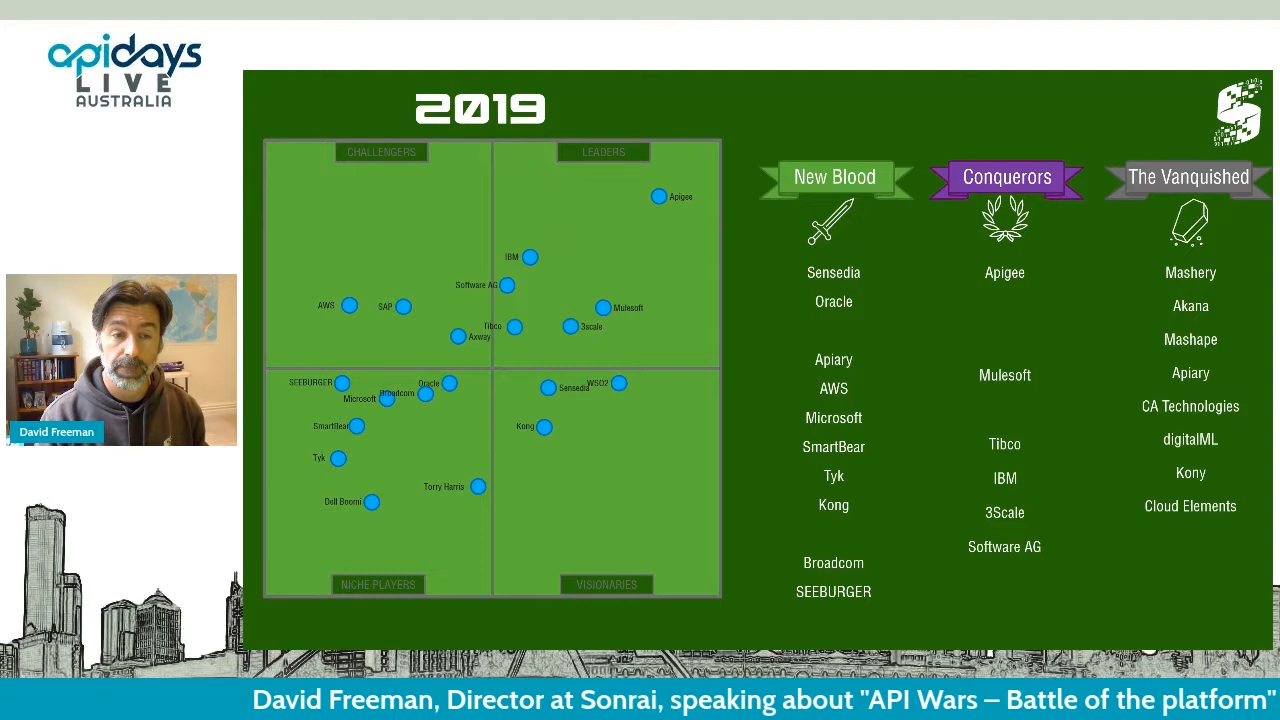 apidays
LIVE
AUSTRALIA
2019
CHALLENGERS
LEADERS
Apigee
IBM
Software AG
AWS
SAP
Mulesoft
Tibco
3scale
Axway
SEEBURGER
Oracle
Sensedia
WSO2
Microsoft
Broadcom
SmartBear
Kong
Tyk
Torry Harris
Dell Boomi
NICHE PLAYERS
VISIONARIES
New Blood
Sensedia
Oracle
Apiary
AWS
Microsoft
SmartBear
Tyk
Kong
Broadcom
SEEBURGER
Conquerors
Apigee
Mulesoft
Tibco
IBM
3Scale
Software AG
The Vanquished
Mashery
Akana
Mashape
Apiary
CA Technologies
digitalML
Kony
Cloud Elements
David Freeman
David Freeman, Director at Sonrai, speaking about "API Wars – Battle of the platform"